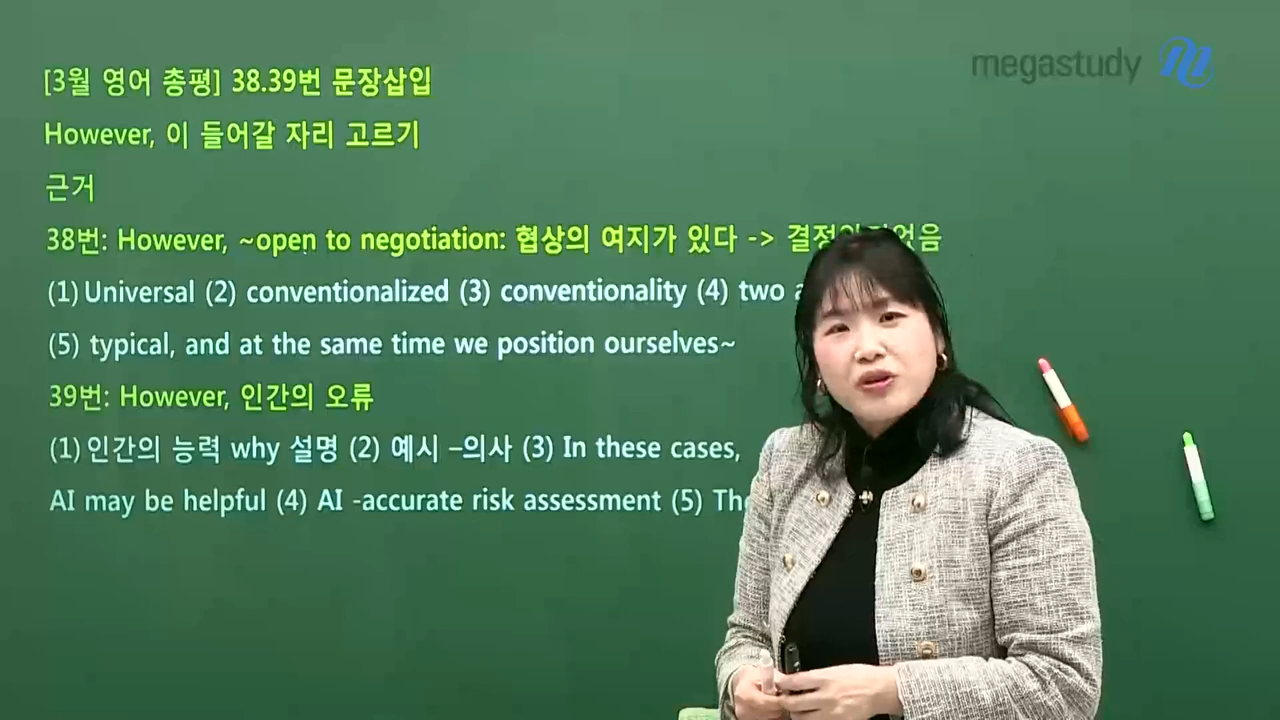 megastudy
[3월 영어 총평] 38.39번 문장삽입
However, 이 들어갈 자리 고르기
근거
38번: However, ~open to negotiation: 협상의 여지가 있다 -> 
(1) Universal (2) conventionalized (3) conventionality (4) two
(5) typical, and at the same time we position ourselves~
39번: However, 인간의 오류
(1) 인간의 능력 why 설명 (2) 예시 –의사 (3) In these cases,
AI may be helpful (4) AI -accurate risk assessment (5)